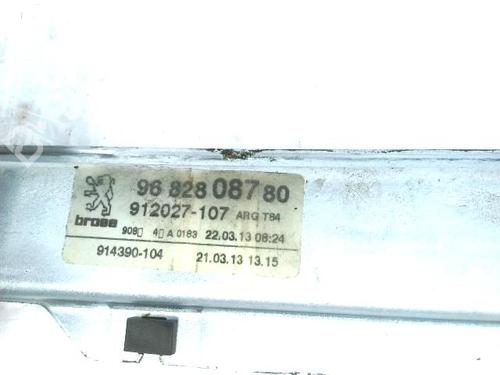 96 828 087 80
912027-107 ARG T84
brose
4 A 0183 22.03.13 08:24
914390-104 21.03.13 13.15